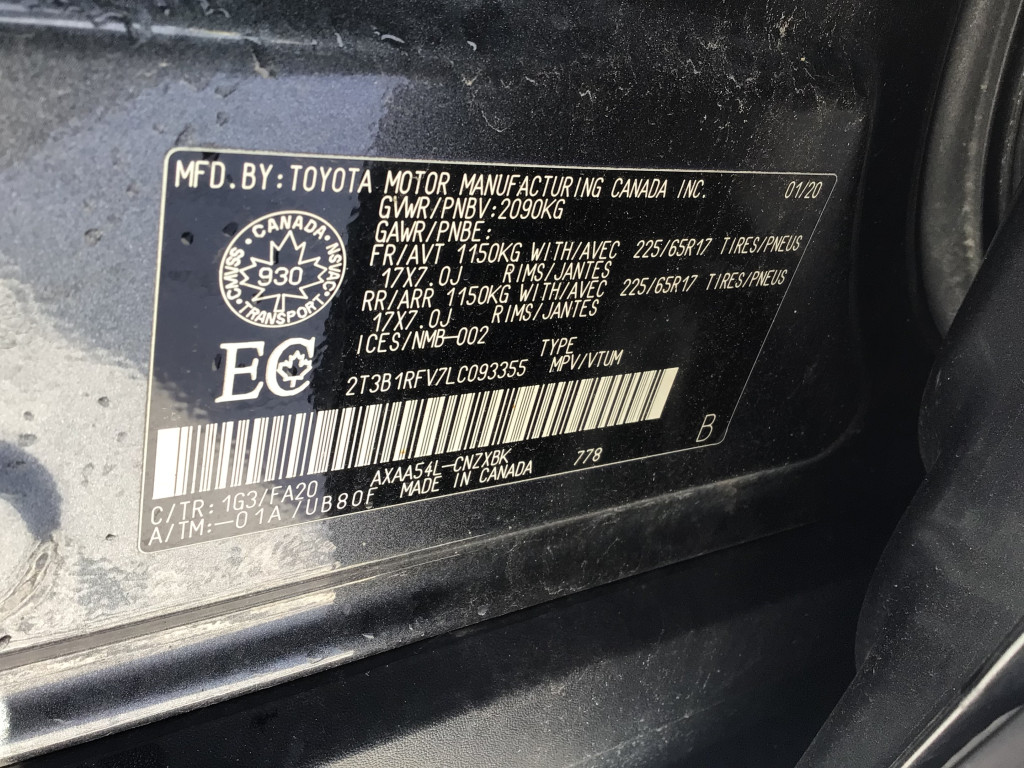 MFD.BY:TOYOTA MOTOR MANUFACTURING CANADA INC. 01/20
GVWR/PNBV:2090KG
GAWR/PNBE:
FR/AVT 1150KG WITH/AVEC 225/65R17 TIRES/PNEUS
17X7.0J RIMS/JANTES
RR/ARR 1150KG WITH/AVEC 225/65R17 TIRES/PNEUS
17X7.0J RIMS/JANTES
ICES/NMB-002
CANADA
CMVSS 930 NSVAC
TRANSPORT
EC
TYPE
2T3B1RFV7LC093355 MPV/VTUM
B
AXAA54L-CNZXBK 778
C/TR: 1G3/FA20 MADE IN CANADA
A/TM:-01A/UB80F